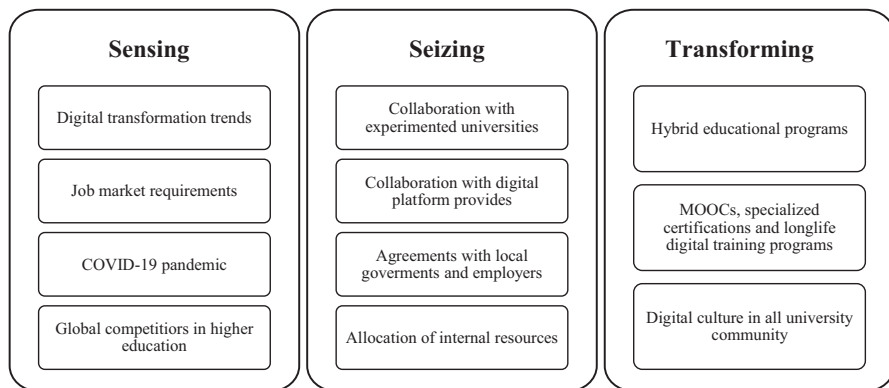 Sensing
Digital transformation trends
Job market requirements
COVID-19 pandemic
Global competitiors in higher
education
Seizing
Collaboration with
experimented universities
Collaboration with digital
platform provides
Agreements with local
goverments and employers
Allocation of internal resources
Transforming
Hybrid educational programs
MOOCs, specialized
certifications and longlife
digital training programs
Digital culture in all university
community